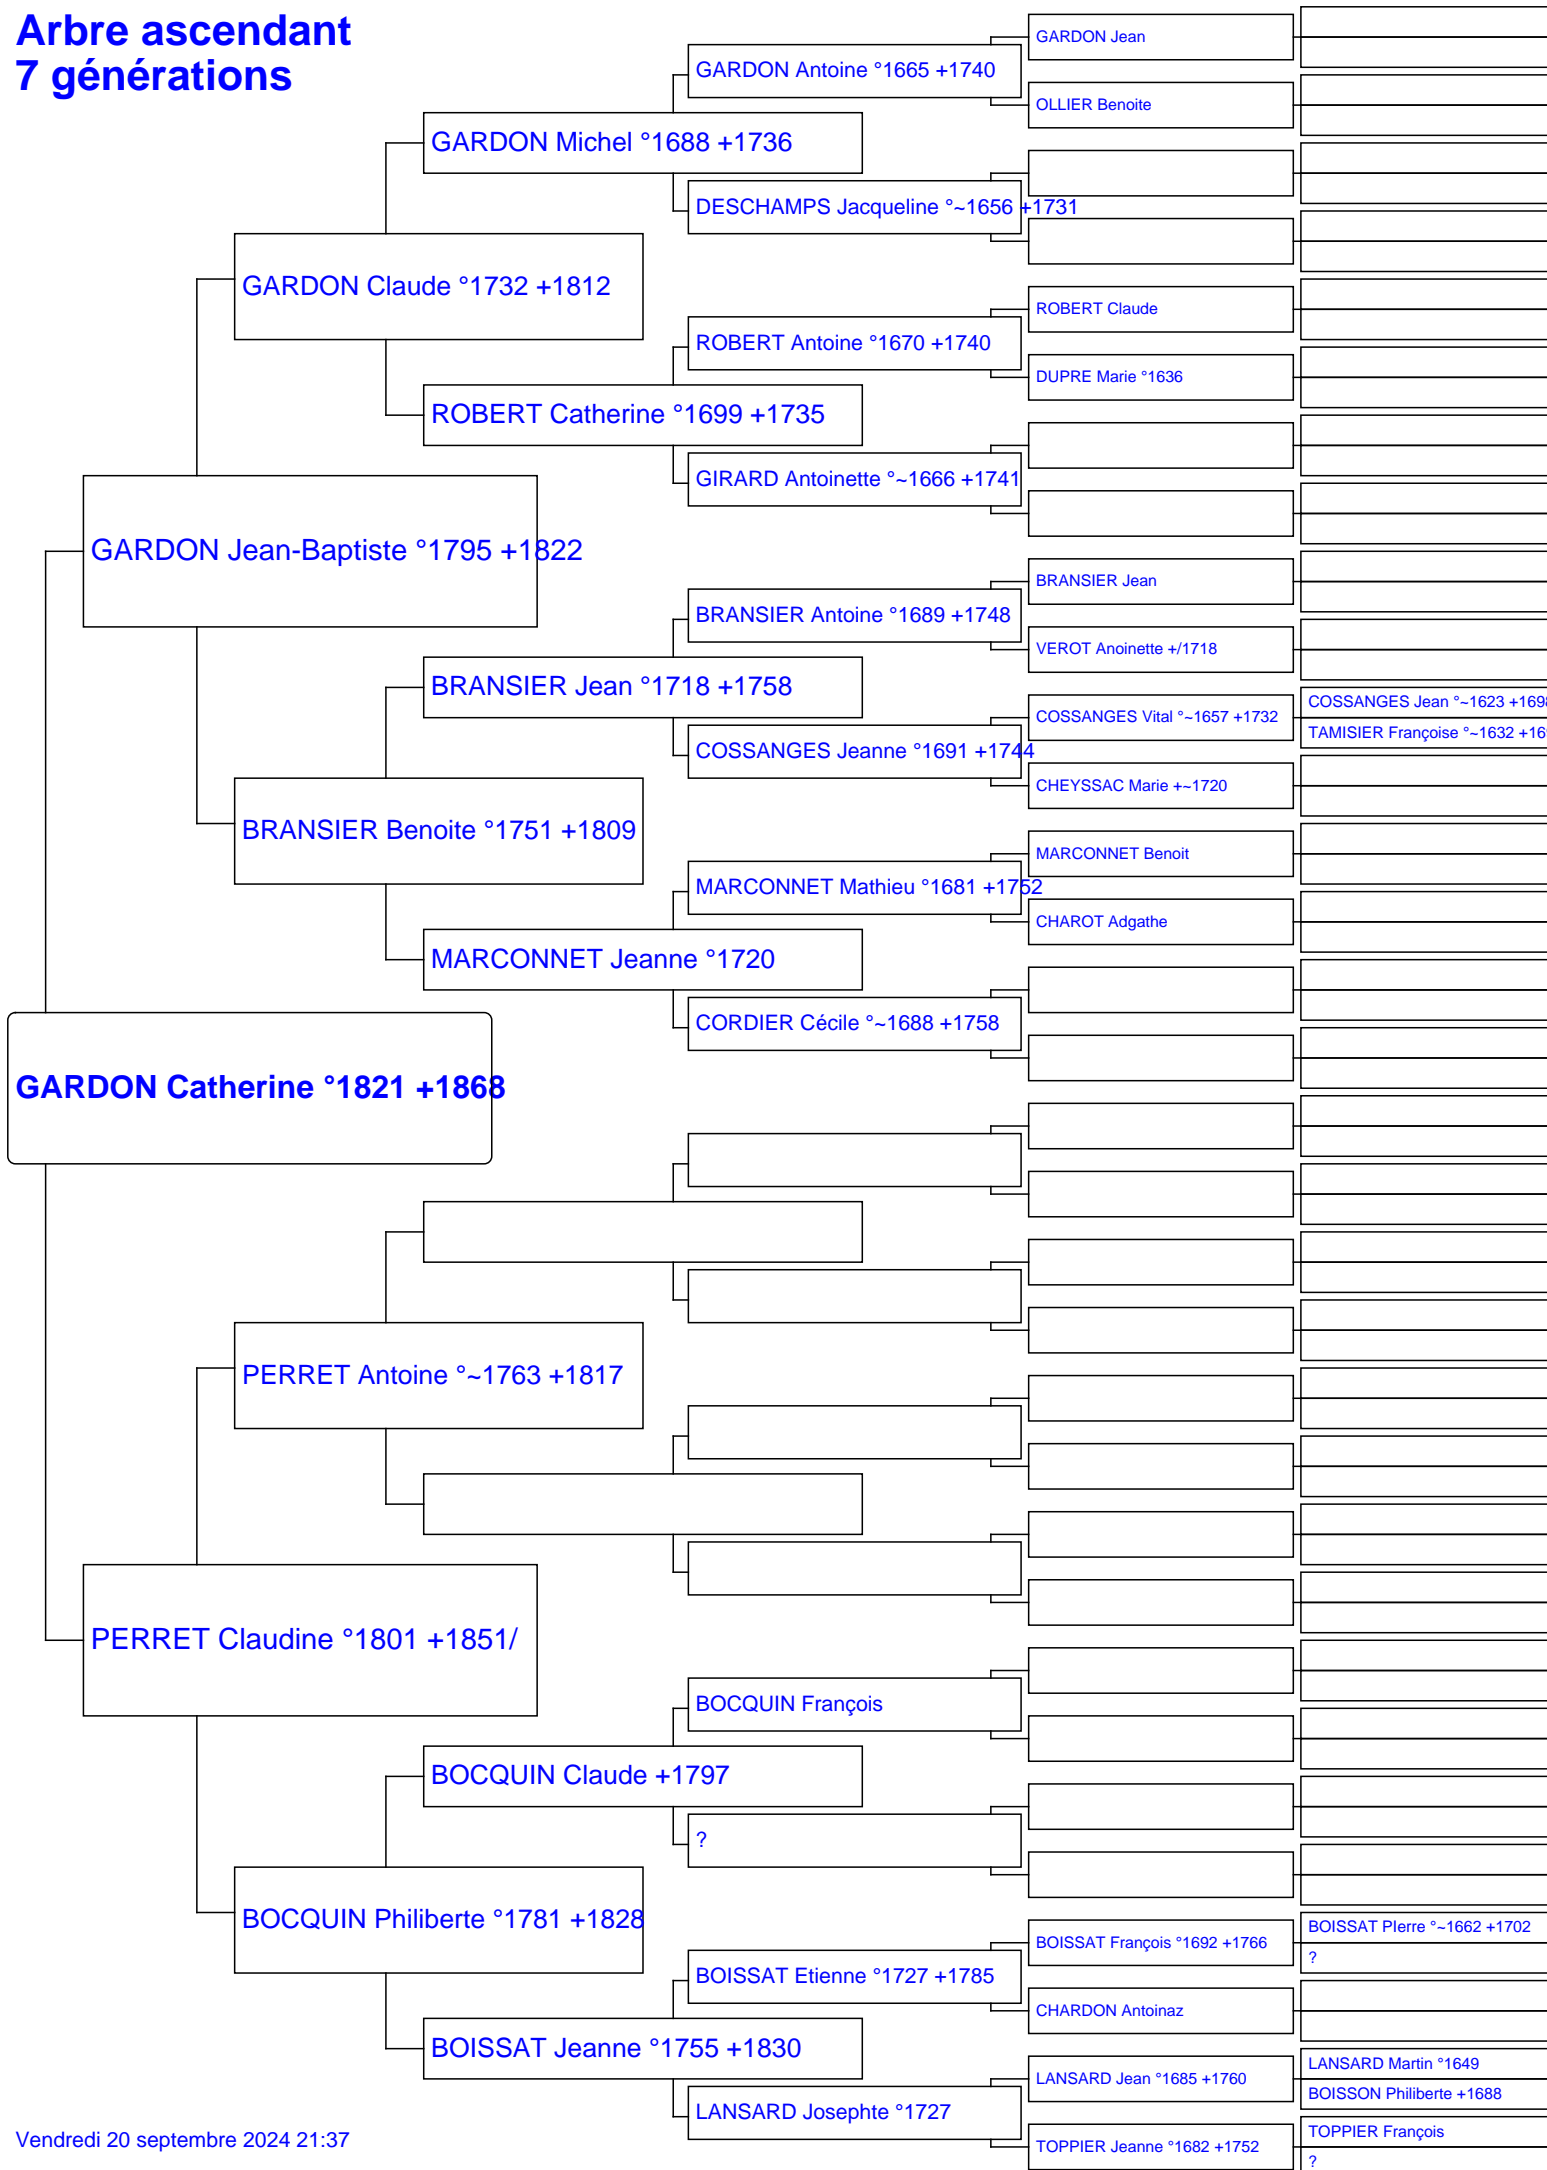 Arbre ascendant
7 générations
GARDON Catherine °1821 +1868
GARDON Jean-Baptiste °1795 +1822
PERRET Claudine °1801 +1851/
GARDON Claude °1732 +1812
BRANSIER Benoite °1751 +1809
PERRET Antoine °~1763 +1817
BOCQUIN Philiberte °1781 +1828
GARDON Michel °1688 +1736
ROBERT Catherine °1699 +1735
BRANSIER Jean °1718 +1758
MARCONNET Jeanne °1720
BOCQUIN Claude +1797
BOISSAT Jeanne °1755 +1830
GARDON Antoine °1665 +1740
DESCHAMPS Jacqueline °~1656 +1731
ROBERT Antoine °1670 +1740
GIRARD Antoinette °~1666 +1741
BRANSIER Antoine °1689 +1748
COSSANGES Jeanne °1691 +1744
MARCONNET Mathieu °1681 +1752
CORDIER Cécile °~1688 +1758
BOCQUIN François
?
BOISSAT Etienne °1727 +1785
LANSARD Josephte °1727
GARDON Jean
OLLIER Benoite
ROBERT Claude
DUPRE Marie °1636
BRANSIER Jean
VEROT Anoinette +/1718
COSSANGES Vital °~1657 +1732
CHEYSSAC Marie +~1720
MARCONNET Benoit
CHAROT Adgathe
BOISSAT François °1692 +1766
CHARDON Antoinaz
LANSARD Jean °1685 +1760
TOPPIER Jeanne °1682 +1752
COSSANGES Jean °~1623 +1698
TAMISIER Françoise °~1632 +16
BOISSAT PIerre °~1662 +1702
?
LANSARD Martin °1649
BOISSON Philiberte +1688
TOPPIER François
?
Vendredi 20 septembre 2024 21:37